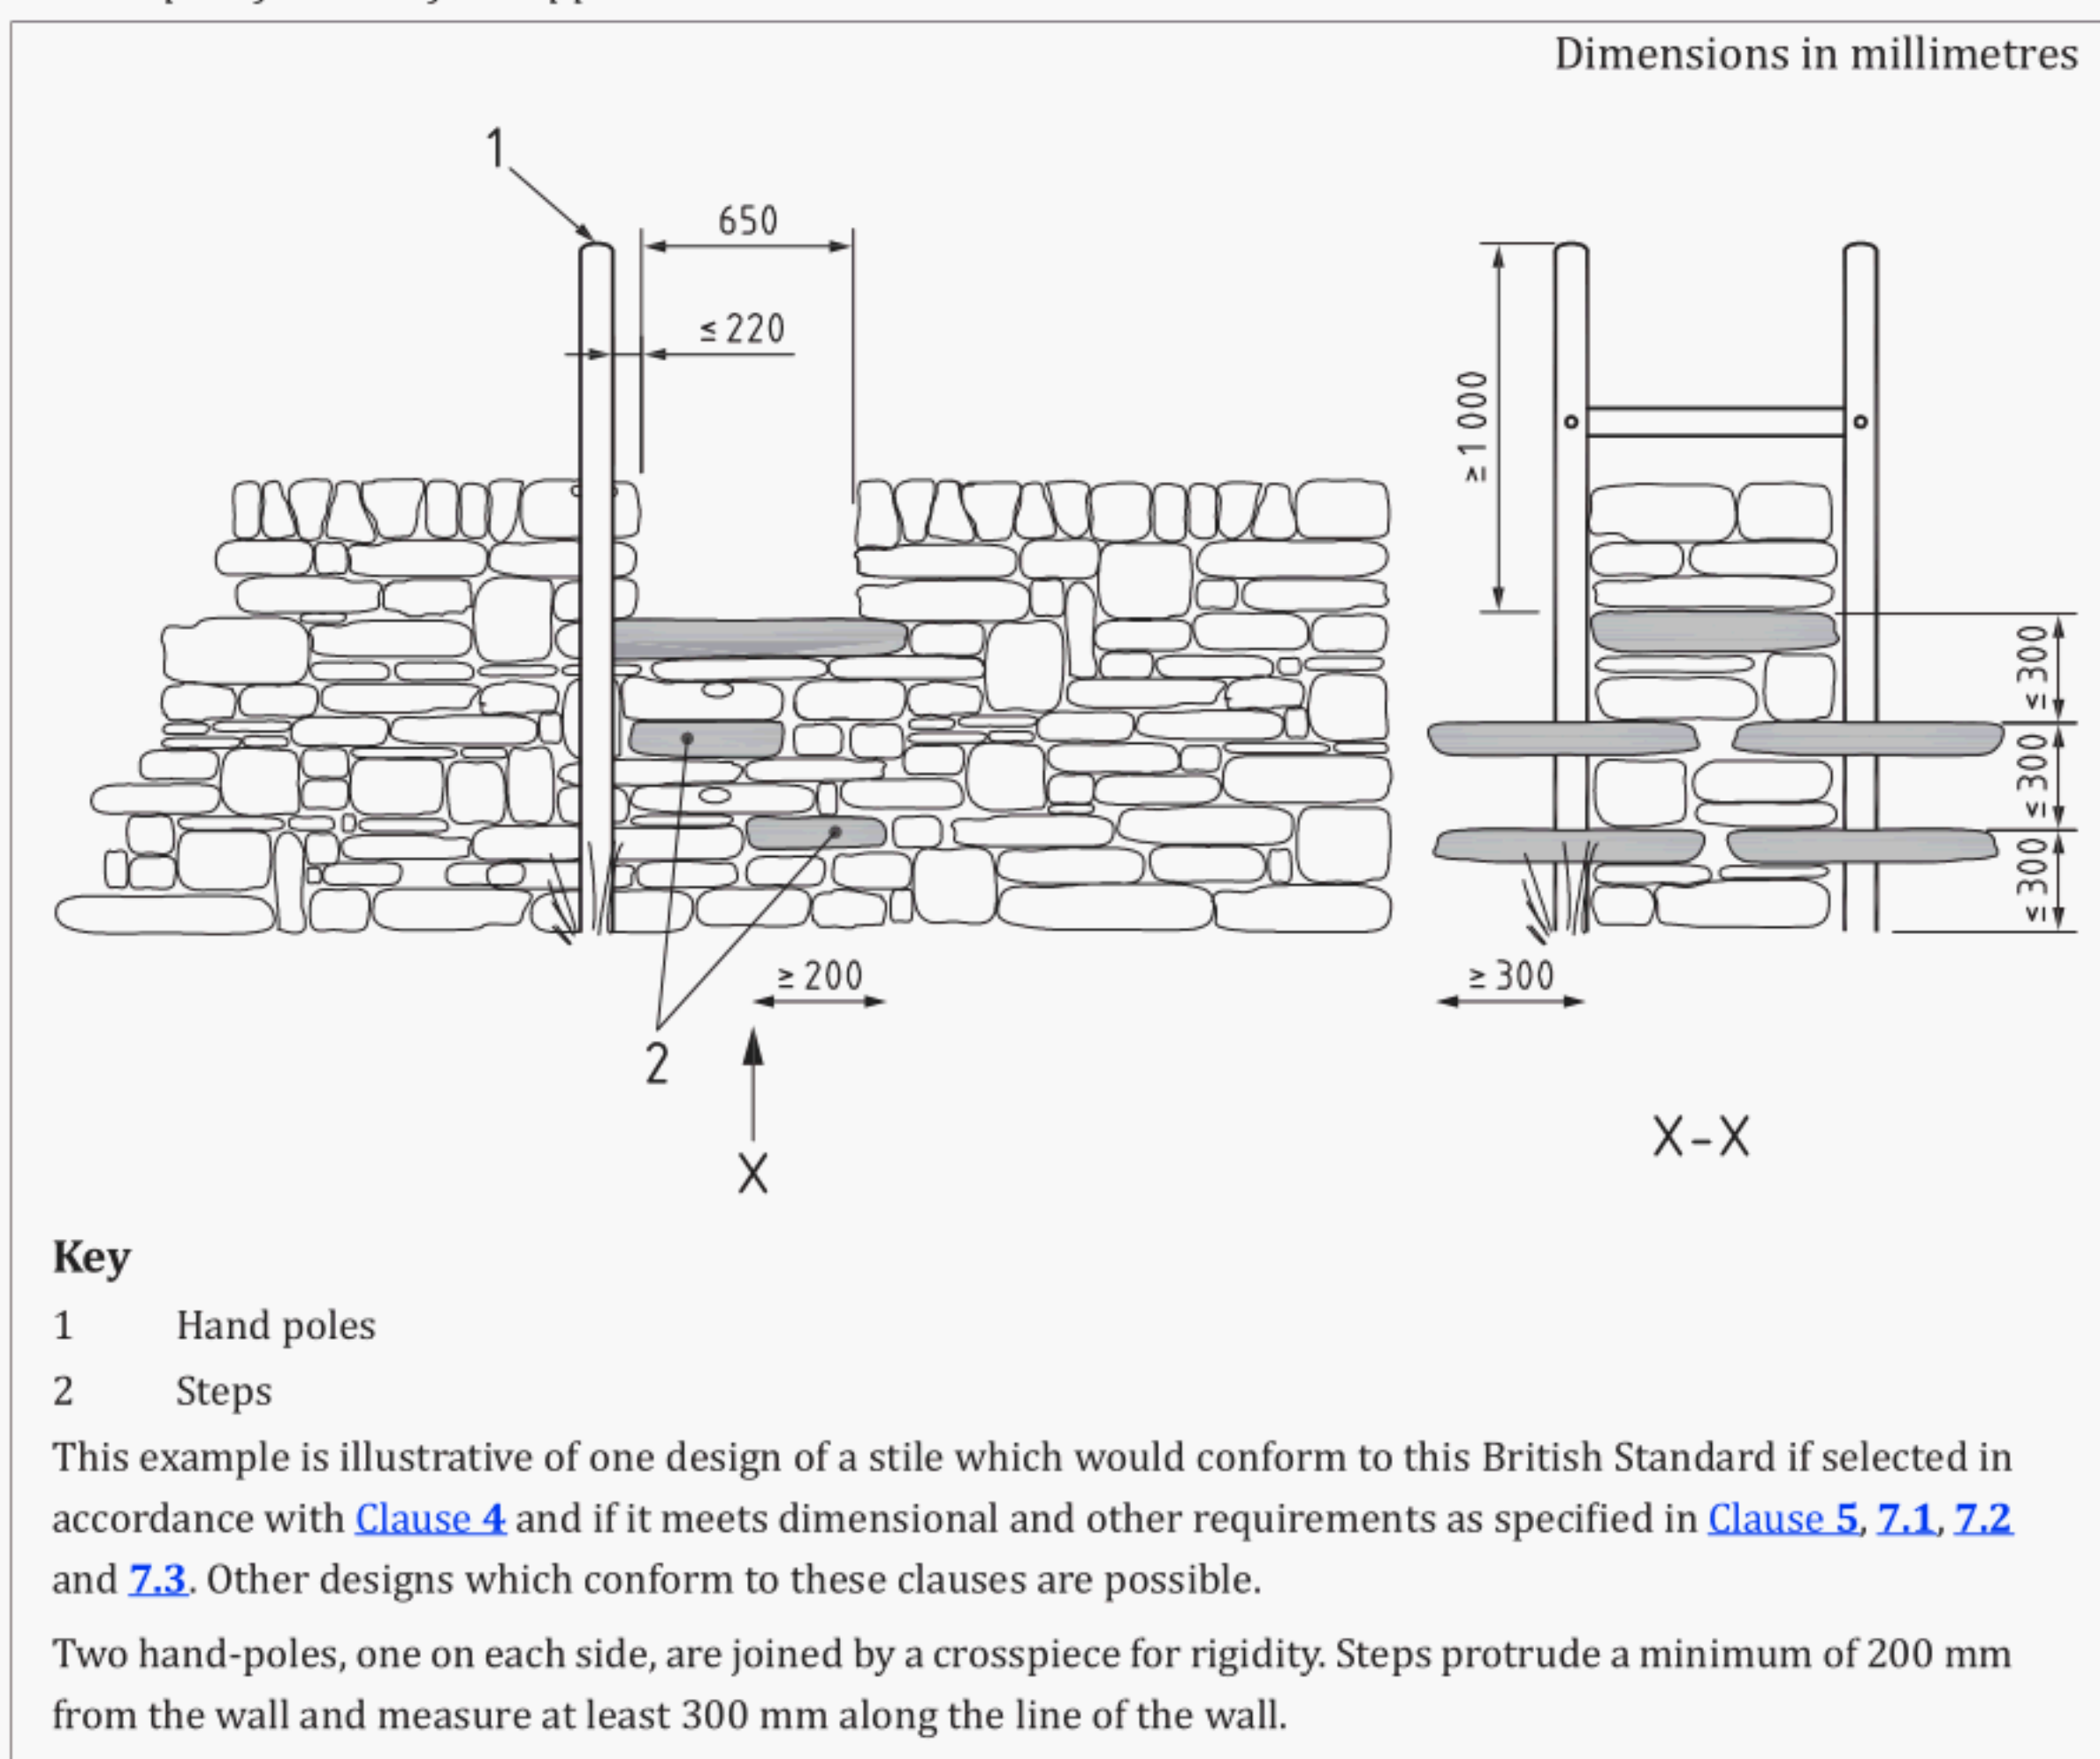 Dimensions in millimetres
1
650
≤ 220
≥ 1 000
≤ 300
≤ 300
≤ 300
≥ 200
≥ 300
2
X
X–X
Key
1 Hand poles
2 Steps
This example is illustrative of one design of a stile which would conform to this British Standard if selected in
accordance with Clause 4 and if it meets dimensional and other requirements as specified in Clause 5, 7.1, 7.2
and 7.3. Other designs which conform to these clauses are possible.
Two hand-poles, one on each side, are joined by a crosspiece for rigidity. Steps protrude a minimum of 200 mm
from the wall and measure at least 300 mm along the line of the wall.